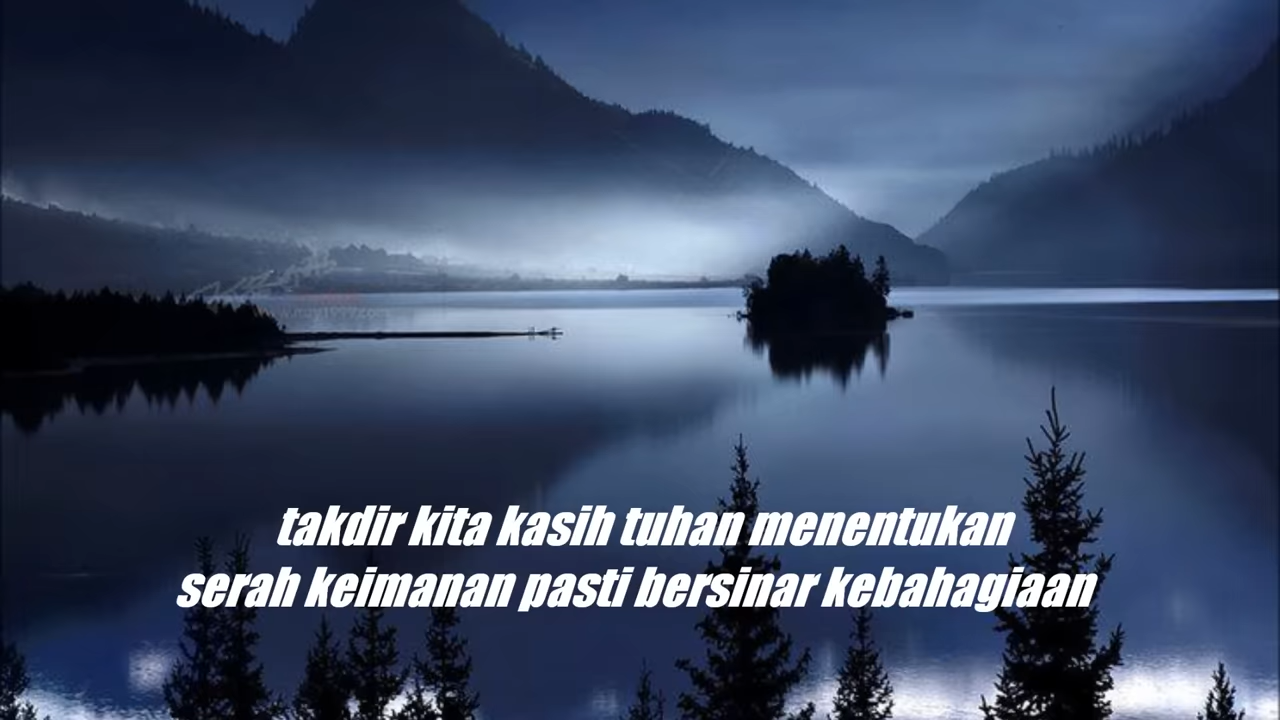 takdir kita kasih tuhan menentukan
serah keimanan pasti bersinar kebahagiaan